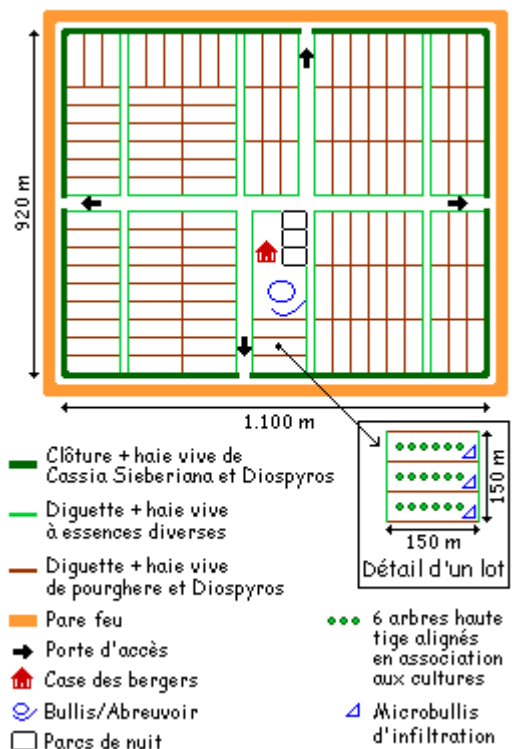 920 m
1.100 m
150 m
150 m
Détail d'un lot
Clôture + haie vive de
Cassia Sieberiana et Diospyros
Diguette + haie vive
à essences diverses
Diguette + haie vive
de pourghere et Diospyros
Pare feu
Porte d'accès
Case des bergers
Bullis/Abreuvoir
Parcs de nuit
6 arbres haute
tige alignés
en association
aux cultures
Microbullis
d'infiltration